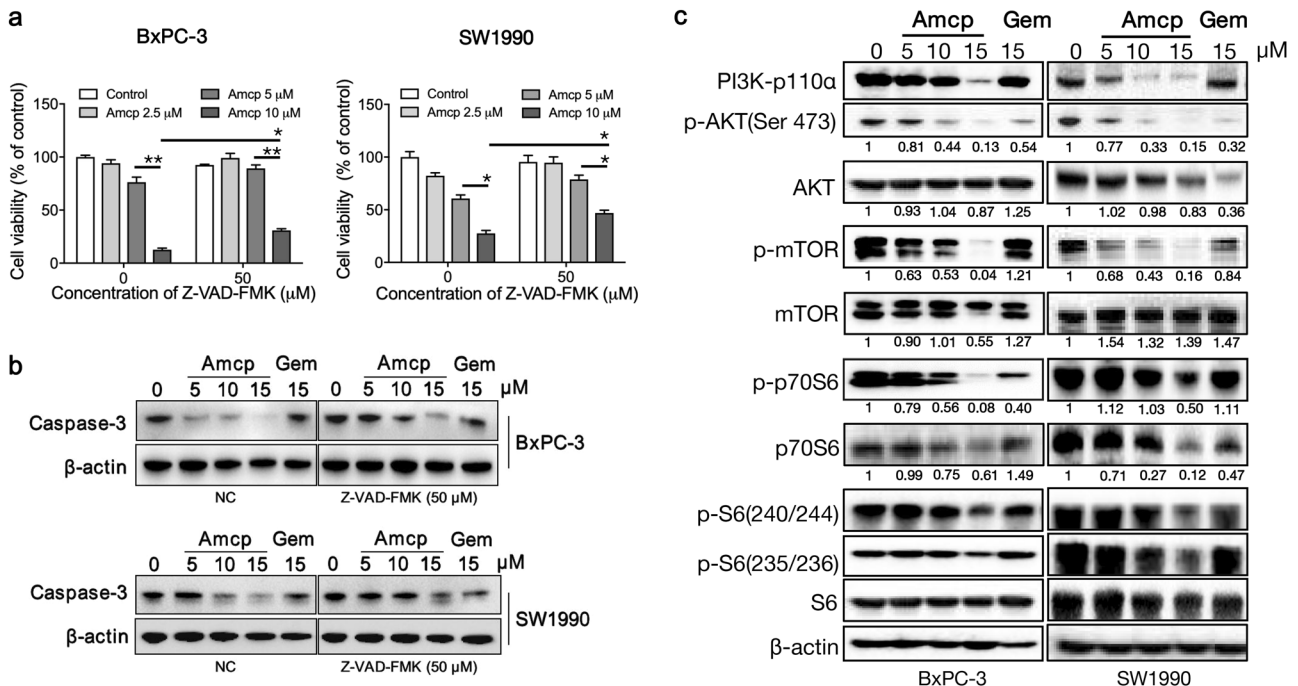 a
BxPC-3
Cell viability (% of control)
150
100
50
0
Control
Amcp 5 μM
Amcp 2.5 μM
Amcp 10 μM
**
*
**
0
50
Concentration of Z-VAD-FMK (μM)
SW1990
Cell viability (% of control)
150
100
50
0
Control
Amcp 5 μM
Amcp 2.5 μM
Amcp 10 μM
*
*
*
0
50
Concentration of Z-VAD-FMK (μM)
b
Amcp Gem Amcp Gem
0 5 10 15 15 0 5 10 15 15 μM
Caspase-3
β-actin
BxPC-3
NC Z-VAD-FMK (50 μM)
Amcp Gem Amcp Gem
0 5 10 15 15 0 5 10 15 15 μM
Caspase-3
β-actin
SW1990
NC Z-VAD-FMK (50 μM)
c
Amcp Gem Amcp Gem
0 5 10 15 15 0 5 10 15 15 μM
PI3K-p110α
p-AKT(Ser 473)
1 0.81 0.44 0.13 0.54 1 0.77 0.33 0.15 0.32
AKT
1 0.93 1.04 0.87 1.25 1 1.02 0.98 0.83 0.36
p-mTOR
1 0.63 0.53 0.04 1.21 1 0.68 0.43 0.16 0.84
mTOR
1 0.90 1.01 0.55 1.27 1 1.54 1.32 1.39 1.47
p-p70S6
1 0.79 0.56 0.08 0.40 1 1.12 1.03 0.50 1.11
p70S6
1 0.99 0.75 0.61 1.49 1 0.71 0.27 0.12 0.47
p-S6(240/244)
p-S6(235/236)
S6
β-actin
BxPC-3 SW1990